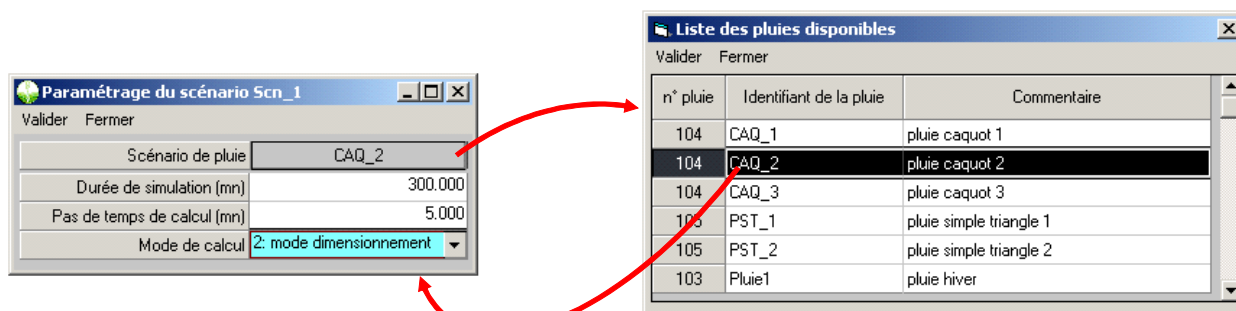 Paramétrage du scénario Scn_1
Valider Fermer
Scénario de pluie CAQ_2
Durée de simulation (mn) 300.000
Pas de temps de calcul (mn) 5.000
Mode de calcul 2: mode dimensionnement
Liste des pluies disponibles
Valider Fermer
n° pluie Identifiant de la pluie Commentaire
104 CAQ_1 pluie caquot 1
104 CAQ_2 pluie caquot 2
104 CAQ_3 pluie caquot 3
105 PST_1 pluie simple triangle 1
105 PST_2 pluie simple triangle 2
103 Pluie1 pluie hiver